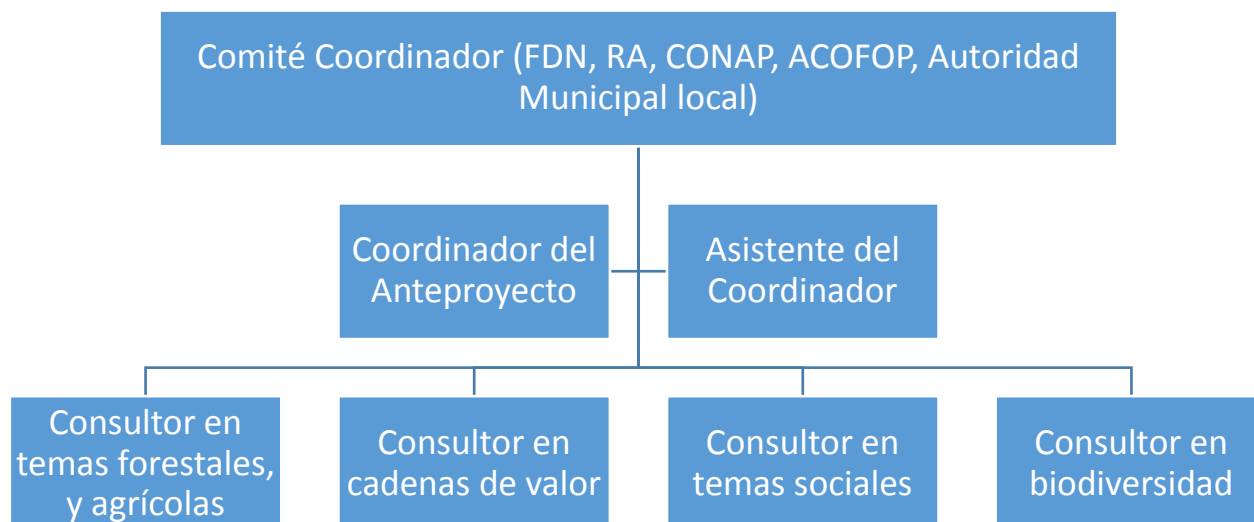 Comité Coordinador (FDN, RA, CONAP, ACOFOP, Autoridad
Municipal local)
Coordinador del
Anteproyecto
Asistente del
Coordinador
Consultor en
temas forestales,
y agrícolas
Consultor en
cadenas de valor
Consultor en
temas sociales
Consultor en
biodiversidad